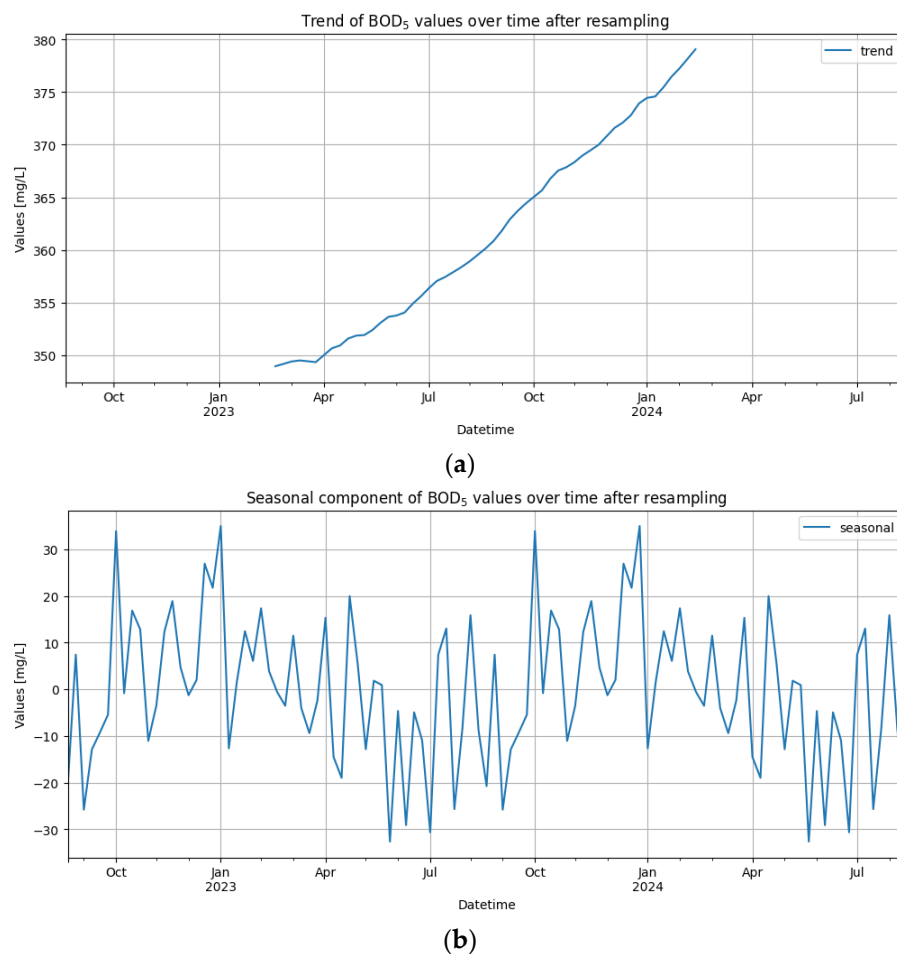 Trend of BOD₅ values over time after resampling
380
375
370
365
360
355
350
Values [mg/L]
trend
Oct Jan Apr Jul Oct Jan Apr Jul
2023 2024
Datetime
(a)
Seasonal component of BOD₅ values over time after resampling
30
20
10
0
−10
−20
−30
Values [mg/L]
seasonal
Oct Jan Apr Jul Oct Jan Apr Jul
2023 2024
Datetime
(b)